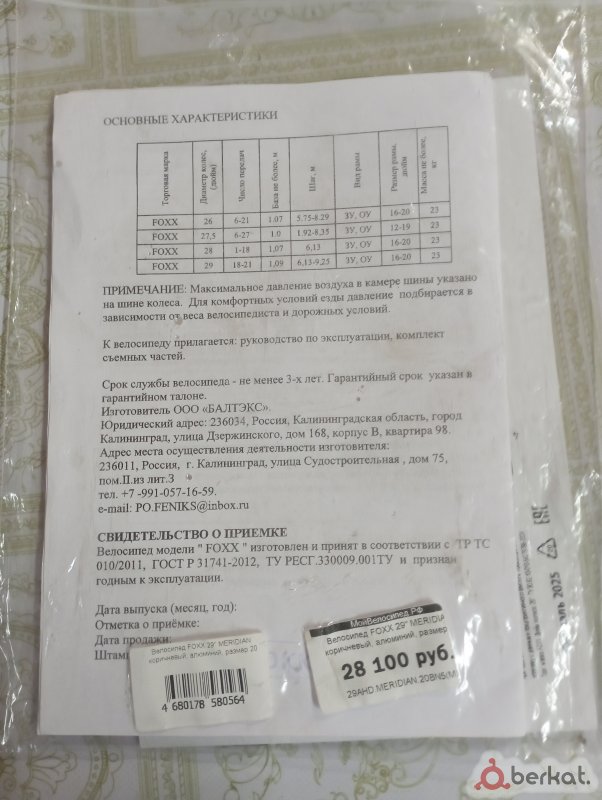 ОСНОВНЫЕ ХАРАКТЕРИСТИКИ
Торговая марка | Диаметр колес, (дюйм) | Число передач | База не более, м | Шаг, м | Вид рамы | Размер рамы, дюйм | Масса не более, кг
FOXX | 26 | 6-21 | 1.07 | 5.75-8.29 | ЗУ, ОУ | 16-20 | 23
FOXX | 27,5 | 6-27 | 1.0 | 1.92-8,35 | ЗУ, ОУ | 12-19 | 23
FOXX | 28 | 1-18 | 1,07 | 6,13 | ЗУ, ОУ | 16-20 | 23
FOXX | 29 | 18-21 | 1,09 | 6,13-9,25 | ЗУ, ОУ | 16-20 | 23
ПРИМЕЧАНИЕ: Максимальное давление воздуха в камере шины указано
на шине колеса. Для комфортных условий езды давление подбирается в
зависимости от веса велосипедиста и дорожных условий.
К велосипеду прилагается: руководство по эксплуатации, комплект
съемных частей.
Срок службы велосипеда - не менее 3-х лет. Гарантийный срок указан в
гарантийном талоне.
Изготовитель ООО «БАЛТЭКС».
Юридический адрес: 236034, Россия, Калининградская область, город
Калининград, улица Дзержинского, дом 168, корпус В, квартира 98.
Адрес места осуществления деятельности изготовителя:
236011, Россия, г. Калининград, улица Судостроительная , дом 75,
пом.П.из лит.З
тел. +7 -991-057-16-59.
e-mail: PO.FENIKS@inbox.ru
СВИДЕТЕЛЬСТВО О ПРИЕМКЕ
Велосипед модели " FOXX " изготовлен и принят в соответствии с ТР ТС
010/2011, ГОСТ Р 31741-2012, ТУ РЕСГ.330009.001ТУ и признан
годным к эксплуатации.
Дата выпуска (месяц, год):
Отметка о приёмке:
Дата продажи:
Штамп
Велосипед FOXX 29" MERIDIAN
коричневый, алюминий, размер 20
4 680178 580564
МойВелосипед.РФ
Велосипед FOXX 29" MERIDIA
коричневый, алюминий, размер
28 100 руб.
29AHD.MERIDIAN.20BN5(M
2025
EAC
berkat.